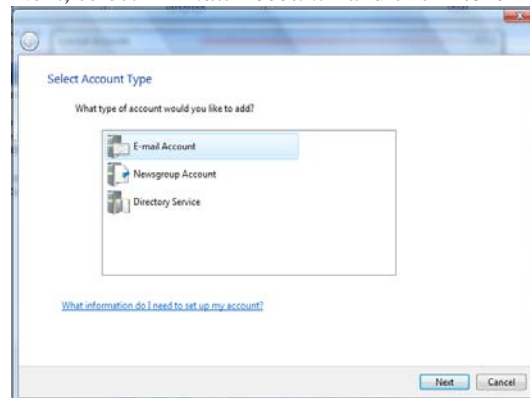 Select Account Type
What type of account would you like to add?
E-mail Account
Newsgroup Account
Directory Service
What information do I need to set up my account?
Next Cancel